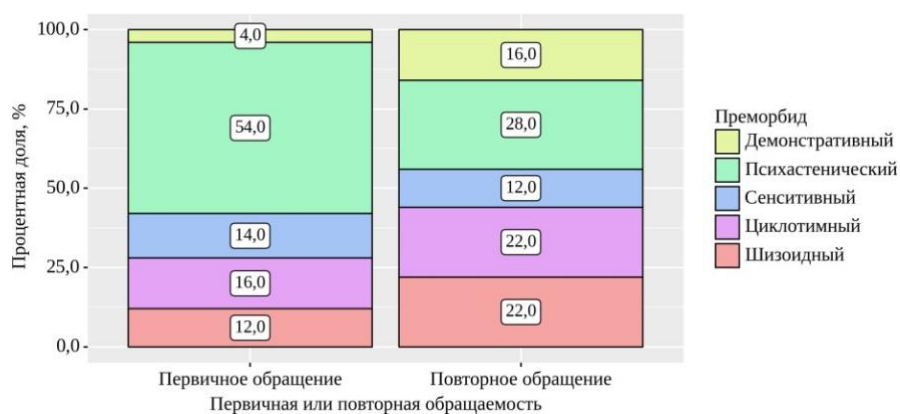 Процентная доля, %
100,0
75,0
50,0
25,0
0,0
4,0
54,0
14,0
16,0
12,0
16,0
28,0
12,0
22,0
22,0
Первичное обращение
Повторное обращение
Первичная или повторная обращаемость
Преморбид
Демонстративный
Психастенический
Сенситивный
Циклотимный
Шизоидный